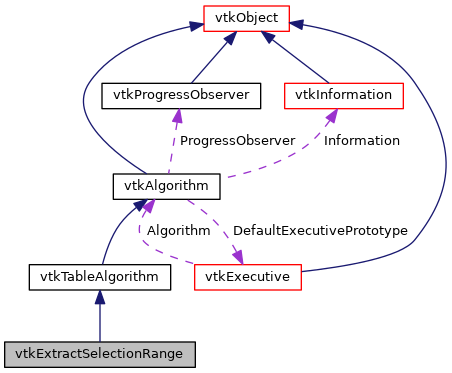 vtkObject
vtkProgressObserver
vtkInformation
ProgressObserver
Information
vtkAlgorithm
Algorithm
DefaultExecutivePrototype
vtkTableAlgorithm
vtkExecutive
vtkExtractSelectionRange